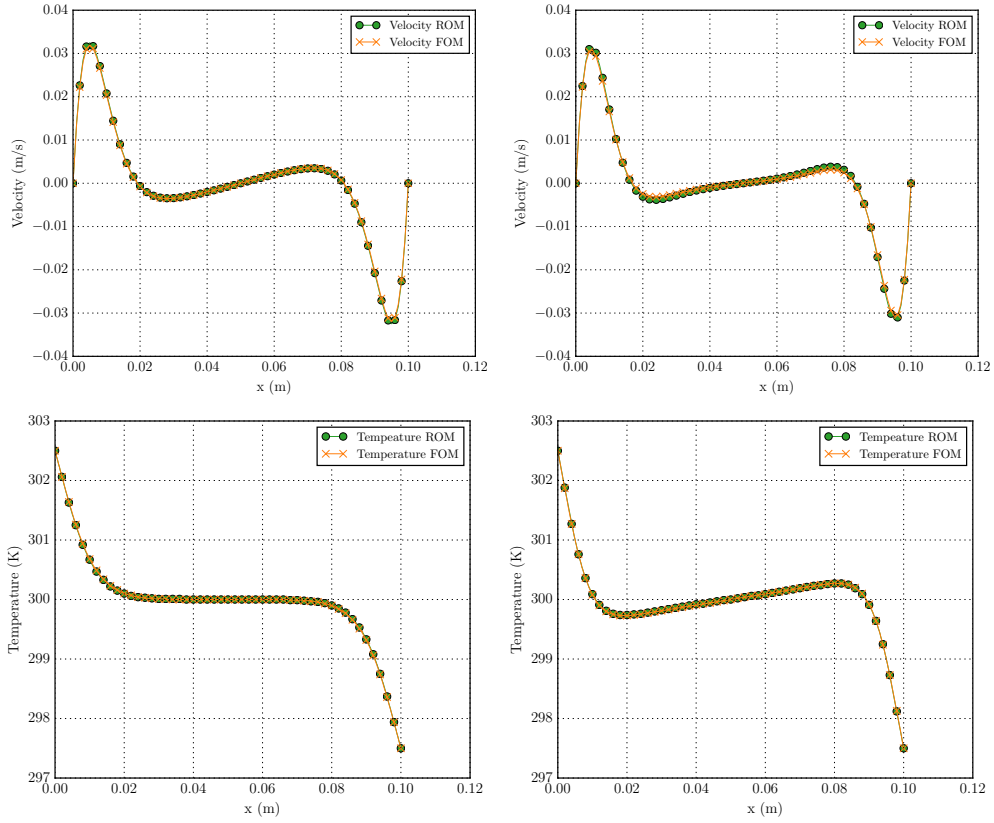 0.04
0.03
0.02
0.01
0.00
−0.01
−0.02
−0.03
−0.04
Velocity (m/s)
0.00 0.02 0.04 0.06 0.08 0.10 0.12
x (m)
Velocity ROM
Velocity FOM
0.04
0.03
0.02
0.01
0.00
−0.01
−0.02
−0.03
−0.04
Velocity (m/s)
0.00 0.02 0.04 0.06 0.08 0.10 0.12
x (m)
Velocity ROM
Velocity FOM
303
302
301
300
299
298
297
Temperature (K)
0.00 0.02 0.04 0.06 0.08 0.10 0.12
x (m)
Tempeature ROM
Temperature FOM
303
302
301
300
299
298
297
Temperature (K)
0.00 0.02 0.04 0.06 0.08 0.10 0.12
x (m)
Tempeature ROM
Temperature FOM